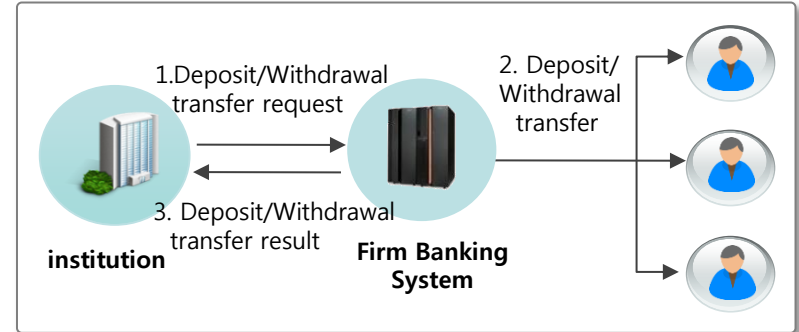 1.Deposit/Withdrawal
transfer request
2. Deposit/
Withdrawal
transfer
3. Deposit/Withdrawal
transfer result
institution
Firm Banking
System